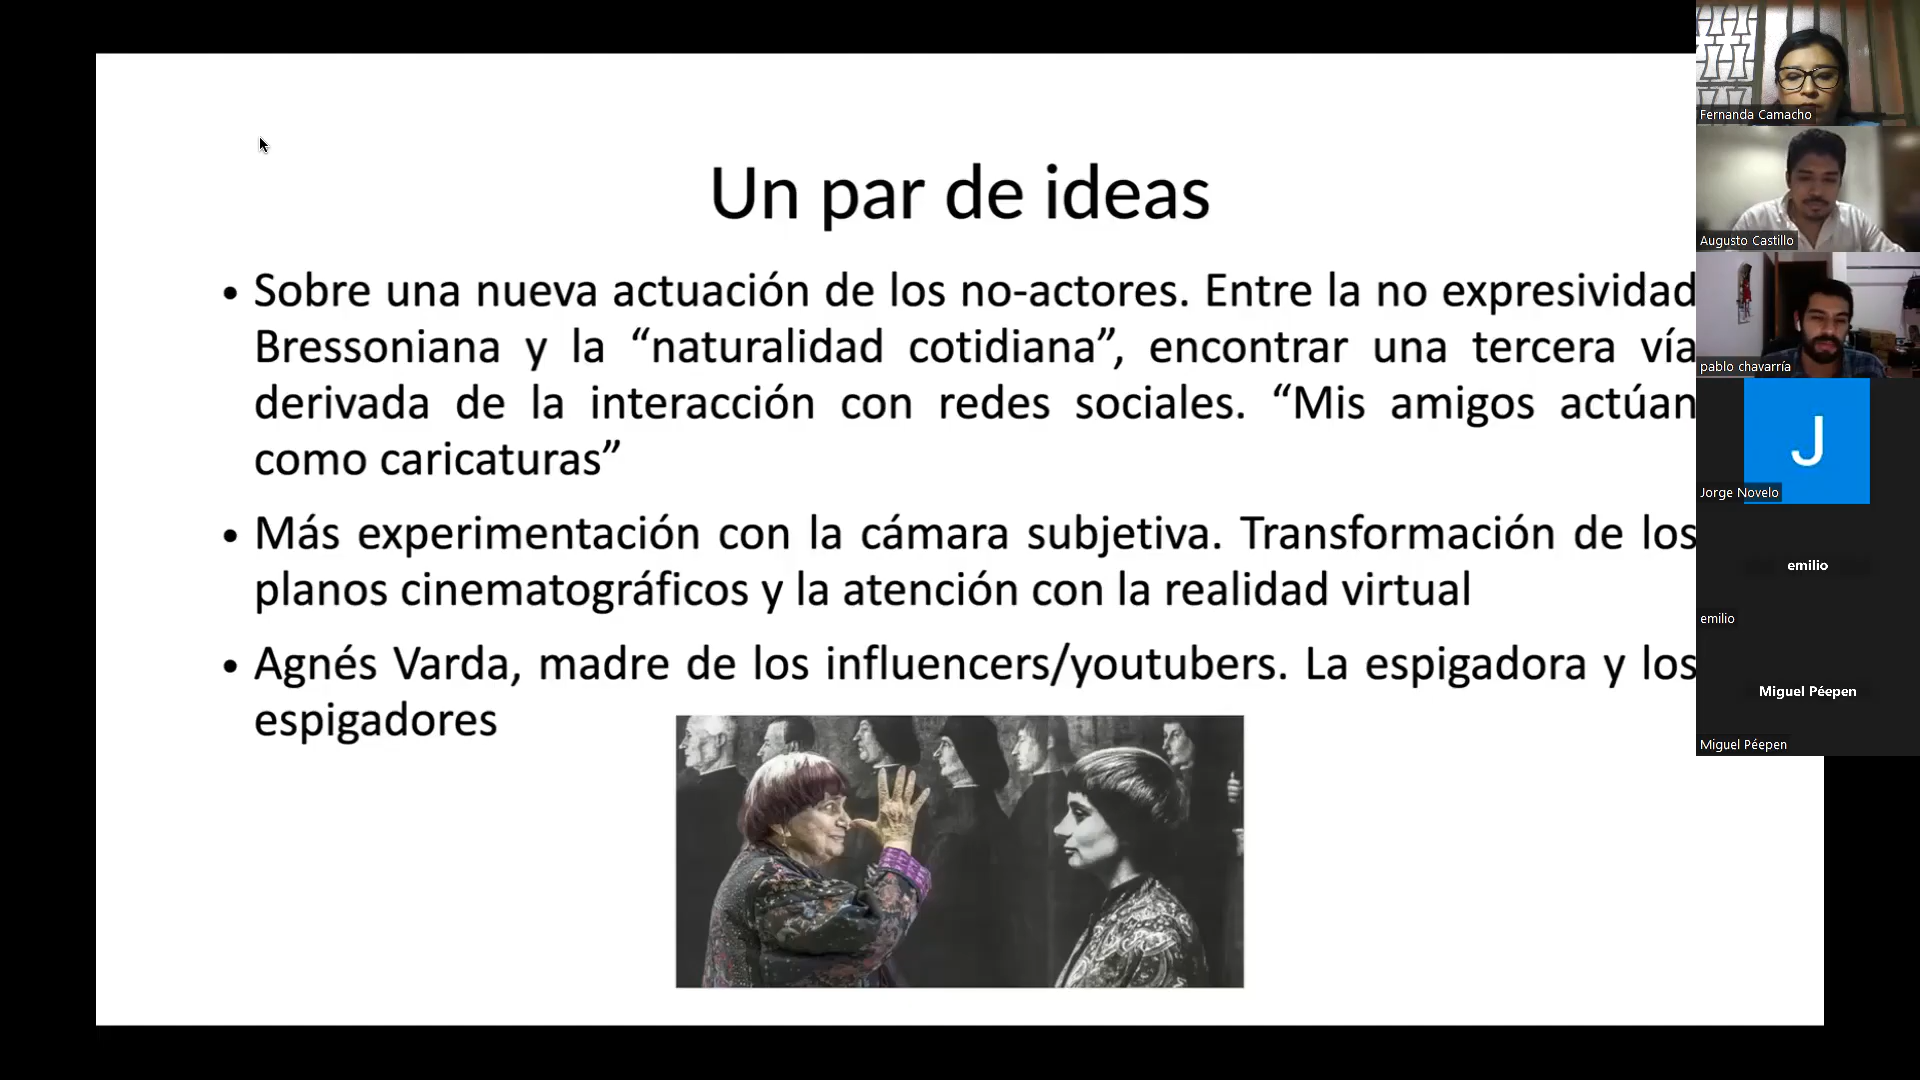 Un par de ideas
• Sobre una nueva actuación de los no-actores. Entre la no expresividad
Bressoniana y la “naturalidad cotidiana”, encontrar una tercera vía
derivada de la interacción con redes sociales. “Mis amigos actúan
como caricaturas”
• Más experimentación con la cámara subjetiva. Transformación de los
planos cinematográficos y la atención con la realidad virtual
• Agnés Varda, madre de los influencers/youtubers. La espigadora y los
espigadores
Fernanda Camacho
Augusto Castillo
pablo chavarría
J
Jorge Novelo
emilio
emilio
Miguel Péepen
Miguel Péepen